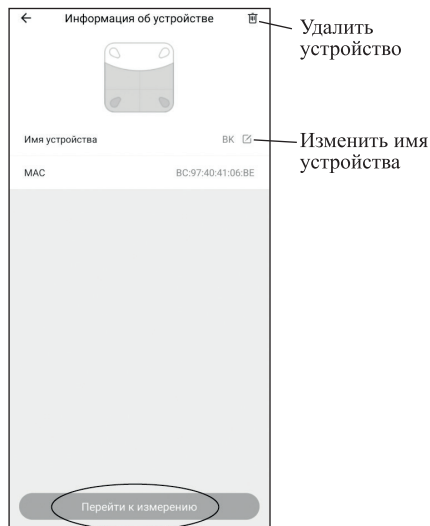 Информация об устройстве
Удалить
устройство
Имя устройства
BK
Изменить имя
устройства
MAC
BC:97:40:41:06:BE
Перейти к измерению